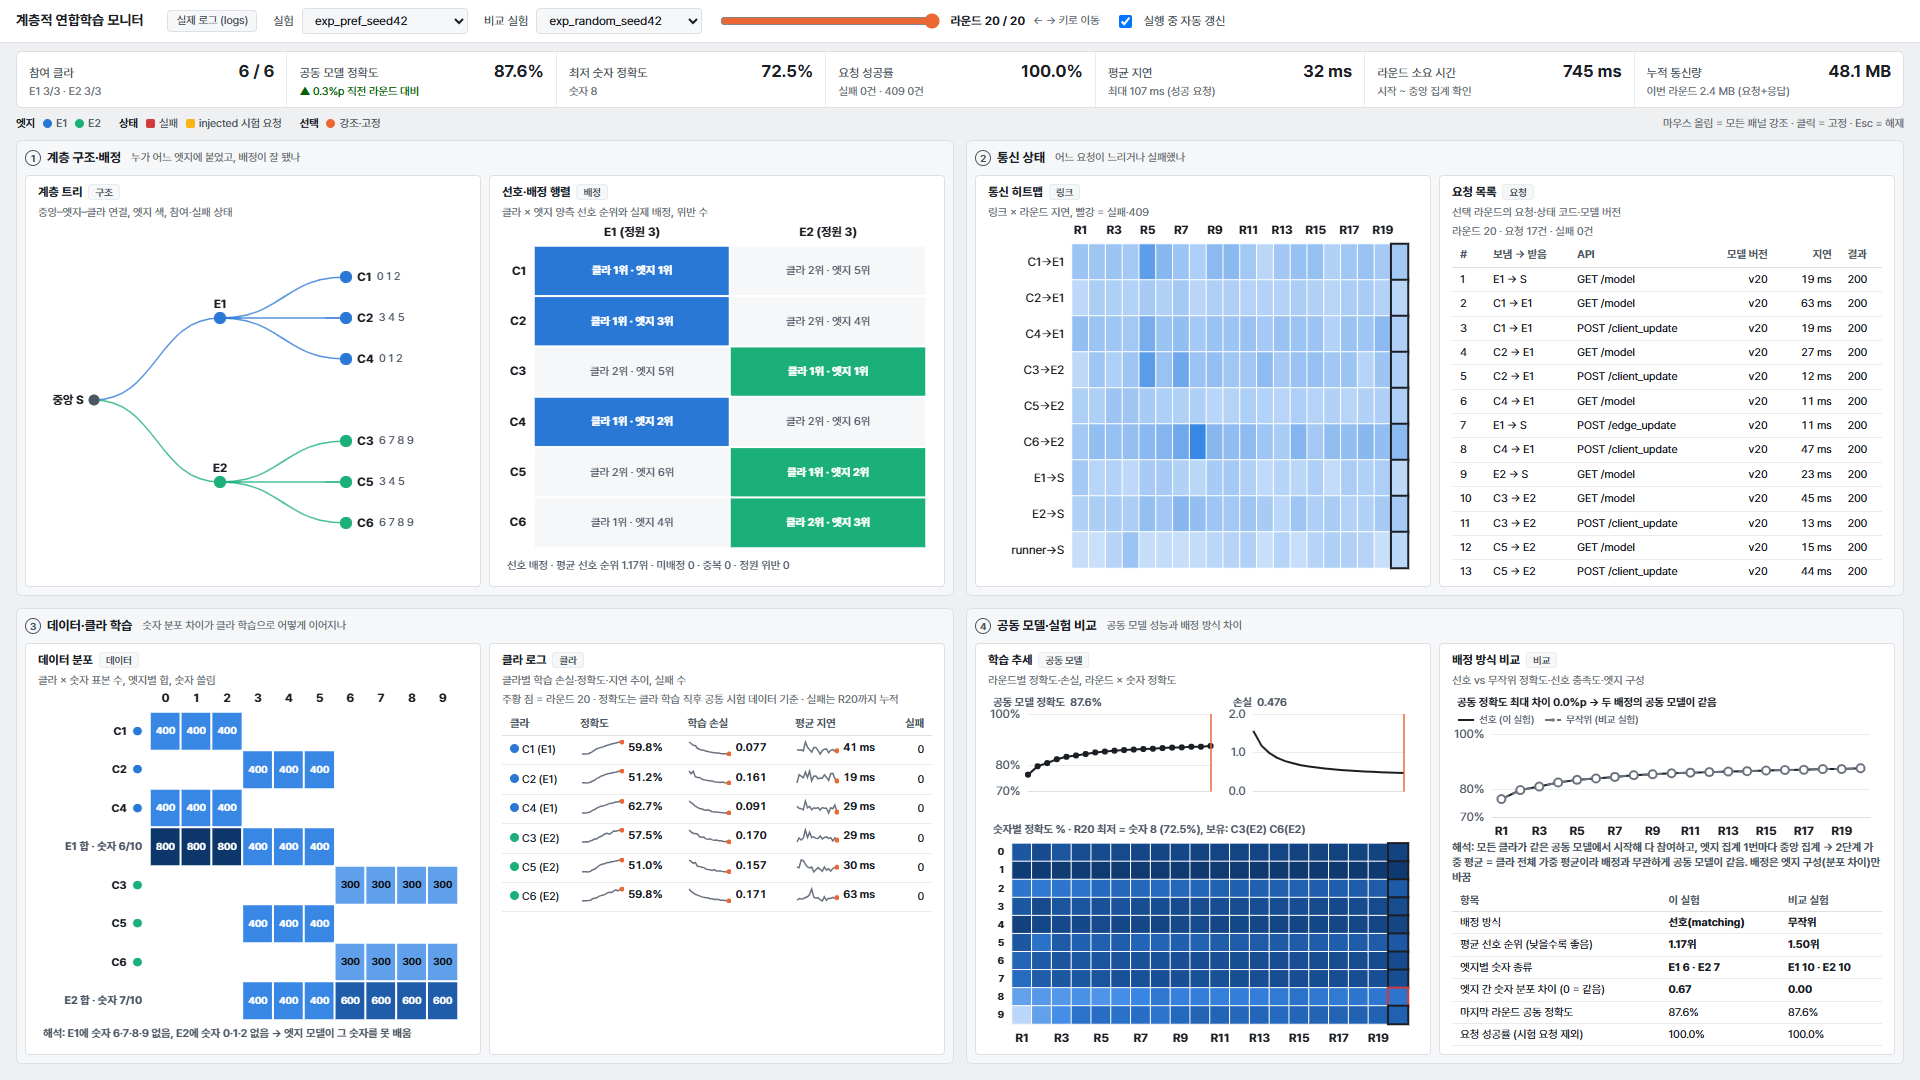 계층적 연합학습 모니터 실제 로그 (logs) 실험 exp_pref_seed42 비교 실험 exp_random_seed42 라운드 20 / 20 ← → 키로 이동 실행 중 자동 갱신
참여 클라 6 / 6
E1 3/3 · E2 3/3
공동 모델 정확도 87.6%
▲ 0.3%p 직전 라운드 대비
최저 숫자 정확도 72.5%
숫자 8
요청 성공률 100.0%
실패 0건 · 409 0건
평균 지연 32 ms
최대 107 ms (성공 요청)
라운드 소요 시간 745 ms
시작 ~ 중앙 집계 확인
누적 통신량 48.1 MB
이번 라운드 2.4 MB (요청+응답)
엣지 E1 E2 상태 실패 injected 시험 요청 선택 강조·고정
마우스 올림 = 모든 패널 강조 · 클릭 = 고정 · Esc = 해제
1 계층 구조·배정 누가 어느 엣지에 붙었고, 배정이 잘 됐나
계층 트리 구조
중앙–엣지–클라 연결, 엣지 색, 참여·실패 상태
C1 0 1 2
E1
C2 3 4 5
C4 0 1 2
중앙 S
C3 6 7 8 9
E2
C5 3 4 5
C6 6 7 8 9
선호·배정 행렬 배정
클라 × 엣지 양측 선호 순위와 실제 배정, 위반 수
E1 (정원 3) E2 (정원 3)
C1 클라 1위 · 엣지 1위 클라 2위 · 엣지 5위
C2 클라 1위 · 엣지 3위 클라 2위 · 엣지 4위
C3 클라 2위 · 엣지 5위 클라 1위 · 엣지 1위
C4 클라 1위 · 엣지 2위 클라 2위 · 엣지 6위
C5 클라 2위 · 엣지 6위 클라 1위 · 엣지 2위
C6 클라 1위 · 엣지 4위 클라 2위 · 엣지 3위
선호 배정 · 평균 선호 순위 1.17위 · 미배정 0 · 중복 0 · 정원 위반 0
2 통신 상태 어느 요청이 느리거나 실패했나
통신 히트맵 링크
링크 × 라운드 지연, 빨강 = 실패·409
R1 R3 R5 R7 R9 R11 R13 R15 R17 R19
C1→E1
C2→E1
C4→E1
C3→E2
C5→E2
C6→E2
E1→S
E2→S
runner→S
요청 목록 요청
선택 라운드의 요청·상태 코드·모델 버전
라운드 20 · 요청 17건 · 실패 0건
# 보냄 → 받음 API 모델 버전 지연 결과
1 E1 → S GET /model v20 19 ms 200
2 C1 → E1 GET /model v20 63 ms 200
3 C1 → E1 POST /client_update v20 19 ms 200
4 C2 → E1 GET /model v20 27 ms 200
5 C2 → E1 POST /client_update v20 12 ms 200
6 C4 → E1 GET /model v20 11 ms 200
7 E1 → S POST /edge_update v20 11 ms 200
8 C4 → E1 POST /client_update v20 47 ms 200
9 E2 → S GET /model v20 23 ms 200
10 C3 → E2 GET /model v20 45 ms 200
11 C3 → E2 POST /client_update v20 13 ms 200
12 C5 → E2 GET /model v20 15 ms 200
13 C5 → E2 POST /client_update v20 44 ms 200
3 데이터·클라 학습 숫자 분포 차이가 클라 학습으로 어떻게 이어지나
데이터 분포 데이터
클라 × 숫자 표본 수, 엣지별 합, 숫자 쏠림
0 1 2 3 4 5 6 7 8 9
C1 400 400 400
C2 400 400 400
C4 400 400 400
E1 합 · 숫자 6/10 800 800 800 400 400 400
C3 300 300 300 300
C5 400 400 400
C6 300 300 300 300
E2 합 · 숫자 7/10 400 400 400 600 600 600 600
해석: E1에 숫자 6·7·8·9 없음, E2에 숫자 0·1·2 없음 → 엣지 모델이 그 숫자를 못 배움
클라 로그 클라
클라별 학습 손실·정확도·지연 추이, 실패 수
주황 점 = 라운드 20 · 정확도는 클라 학습 직후 공동 시험 데이터 기준 · 실패는 R20까지 누적
클라 정확도 학습 손실 평균 지연 실패
C1 (E1) 59.8% 0.077 41 ms 0
C2 (E1) 51.2% 0.161 19 ms 0
C4 (E1) 62.7% 0.091 29 ms 0
C3 (E2) 57.5% 0.170 29 ms 0
C5 (E2) 51.0% 0.157 30 ms 0
C6 (E2) 59.8% 0.171 63 ms 0
4 공동 모델·실험 비교 공동 모델 성능과 배정 방식 차이
학습 추세 공동 모델
라운드별 정확도·손실, 라운드 × 숫자 정확도
공동 모델 정확도 87.6% 손실 0.476
100% 2.0
80% 1.0
70% 0.0
숫자별 정확도 % · R20 최저 = 숫자 8 (72.5%), 보유: C3(E2) C6(E2)
0
1
2
3
4
5
6
7
8
9
R1 R3 R5 R7 R9 R11 R13 R15 R17 R19
배정 방식 비교 비교
선호 vs 무작위 정확도·선호 충족도·엣지 구성
공동 정확도 최대 차이 0.0%p → 두 배정의 공동 모델이 같음
선호 (이 실험) 무작위 (비교 실험)
100%
80%
70%
R1 R3 R5 R7 R9 R11 R13 R15 R17 R19
해석: 모든 클라가 같은 공동 모델에서 시작해 다 참여하고, 엣지 집계 1번마다 중앙 집계 → 2단계 가
중 평균 = 클라 전체 가중 평균이라 배정과 무관하게 공동 모델이 같음. 배정은 엣지 구성(분포 차이)만
바꿈
항목 이 실험 비교 실험
배정 방식 선호(matching) 무작위
평균 선호 순위 (낮을수록 좋음) 1.17위 1.50위
엣지별 숫자 종류 E1 6 · E2 7 E1 10 · E2 10
엣지 간 숫자 분포 차이 (0 = 같음) 0.67 0.00
마지막 라운드 공동 정확도 87.6% 87.6%
요청 성공률 (시험 요청 제외) 100.0% 100.0%